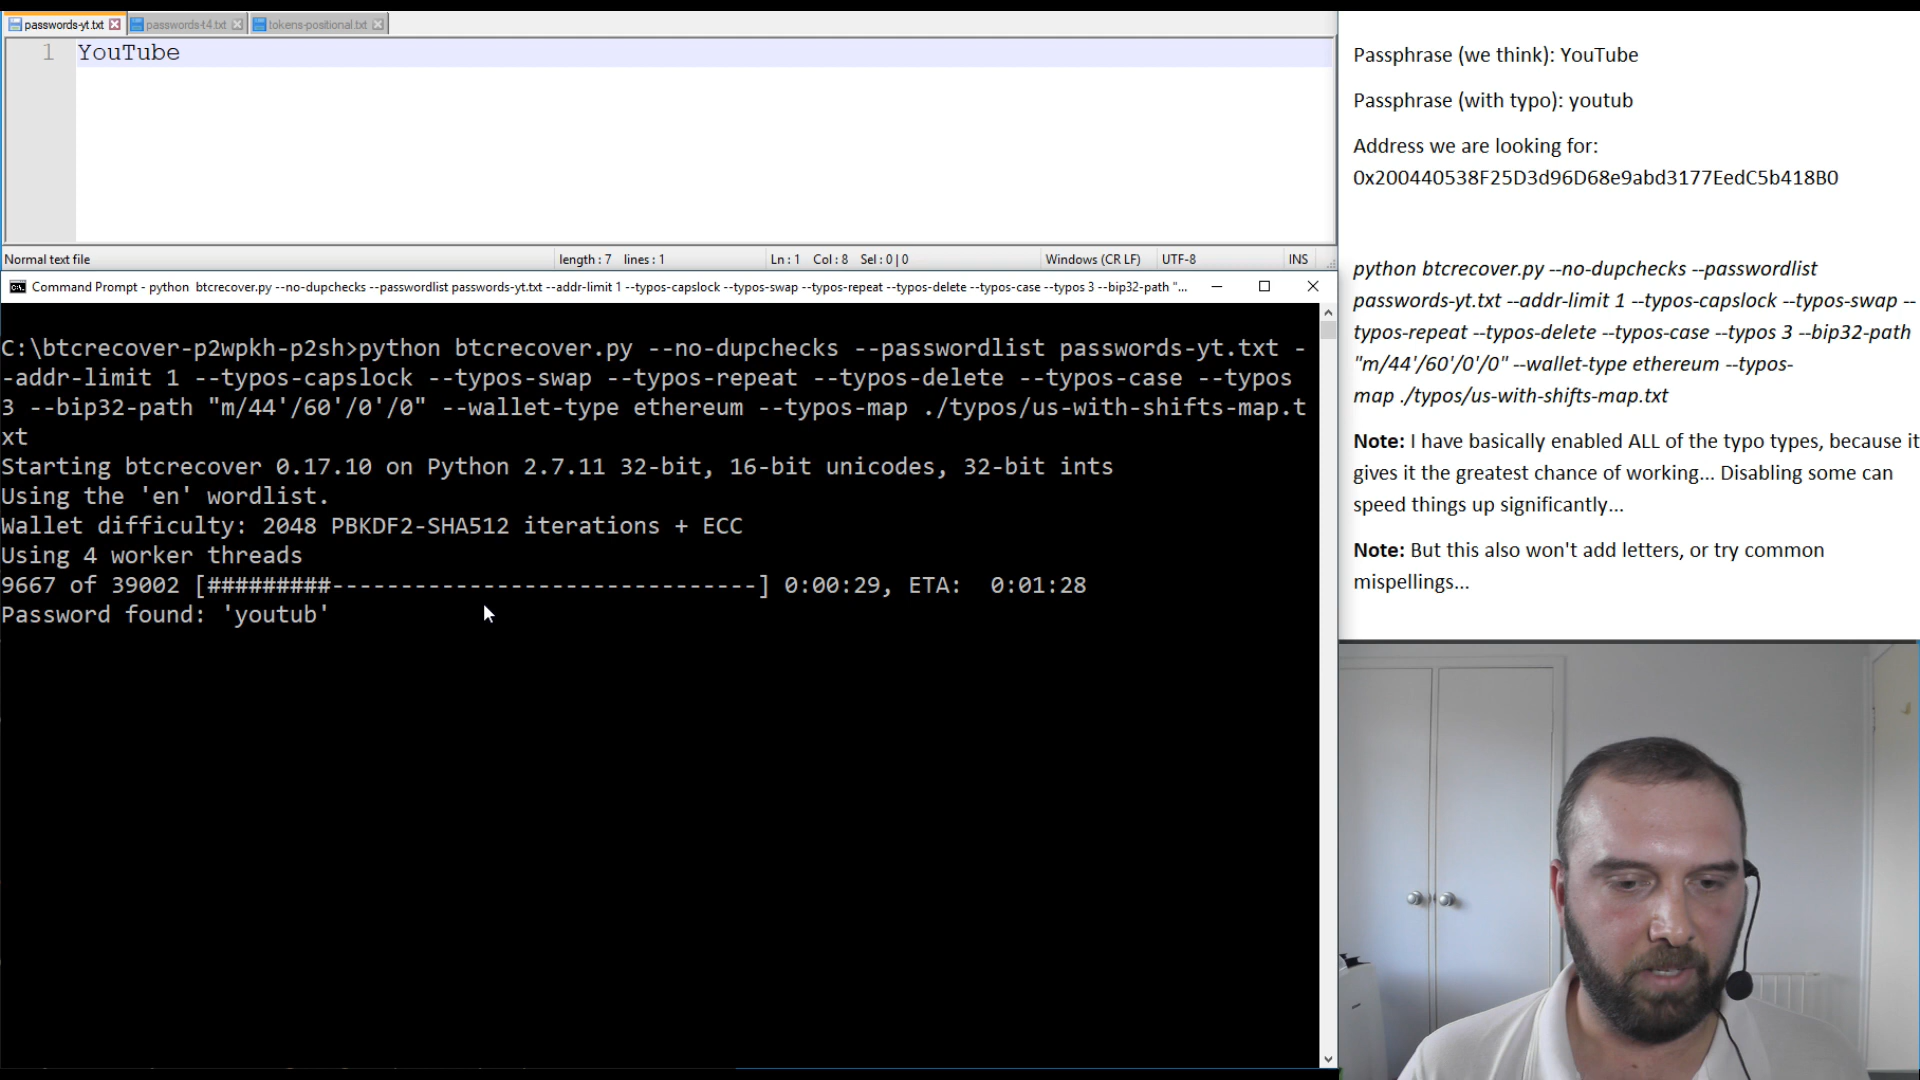 passwords-yt.txt passwords-t4.txt tokens-positional.txt
1 YouTube
Normal text file length : 7 lines : 1 Ln : 1 Col : 8 Sel : 0 | 0 Windows (CR LF) UTF-8 INS
Command Prompt - python btcrecover.py --no-dupchecks --passwordlist passwords-yt.txt --addr-limit 1 --typos-capslock --typos-swap --typos-repeat --typos-delete --typos-case --typos 3 --bip32-path "...
C:\btcrecover-p2wpkh-p2sh>python btcrecover.py --no-dupchecks --passwordlist passwords-yt.txt -
-addr-limit 1 --typos-capslock --typos-swap --typos-repeat --typos-delete --typos-case --typos
3 --bip32-path "m/44'/60'/0'/0" --wallet-type ethereum --typos-map ./typos/us-with-shifts-map.t
xt
Starting btcrecover 0.17.10 on Python 2.7.11 32-bit, 16-bit unicodes, 32-bit ints
Using the 'en' wordlist.
Wallet difficulty: 2048 PBKDF2-SHA512 iterations + ECC
Using 4 worker threads
9667 of 39002 [#########-------------------------------] 0:00:29, ETA:  0:01:28
Password found: 'youtub'
Passphrase (we think): YouTube
Passphrase (with typo): youtub
Address we are looking for:
0x200440538F25D3d96D68e9abd3177EedC5b418B0
python btcrecover.py --no-dupchecks --passwordlist
passwords-yt.txt --addr-limit 1 --typos-capslock --typos-swap --
typos-repeat --typos-delete --typos-case --typos 3 --bip32-path
"m/44'/60'/0'/0" --wallet-type ethereum --typos-
map ./typos/us-with-shifts-map.txt
Note: I have basically enabled ALL of the typo types, because it
gives it the greatest chance of working... Disabling some can
speed things up significantly...
Note: But this also won't add letters, or try common
mispellings...